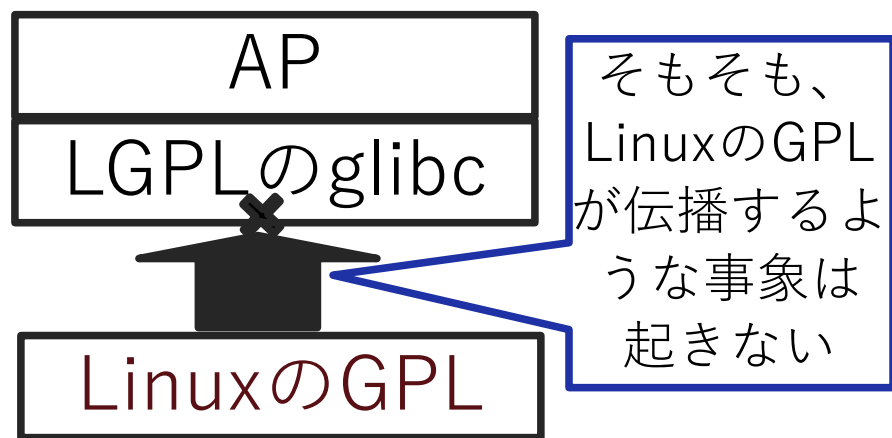 AP
LGPLのglibc
LinuxのGPL
そもそも、
LinuxのGPL
が伝播するよ
うな事象は
起きない